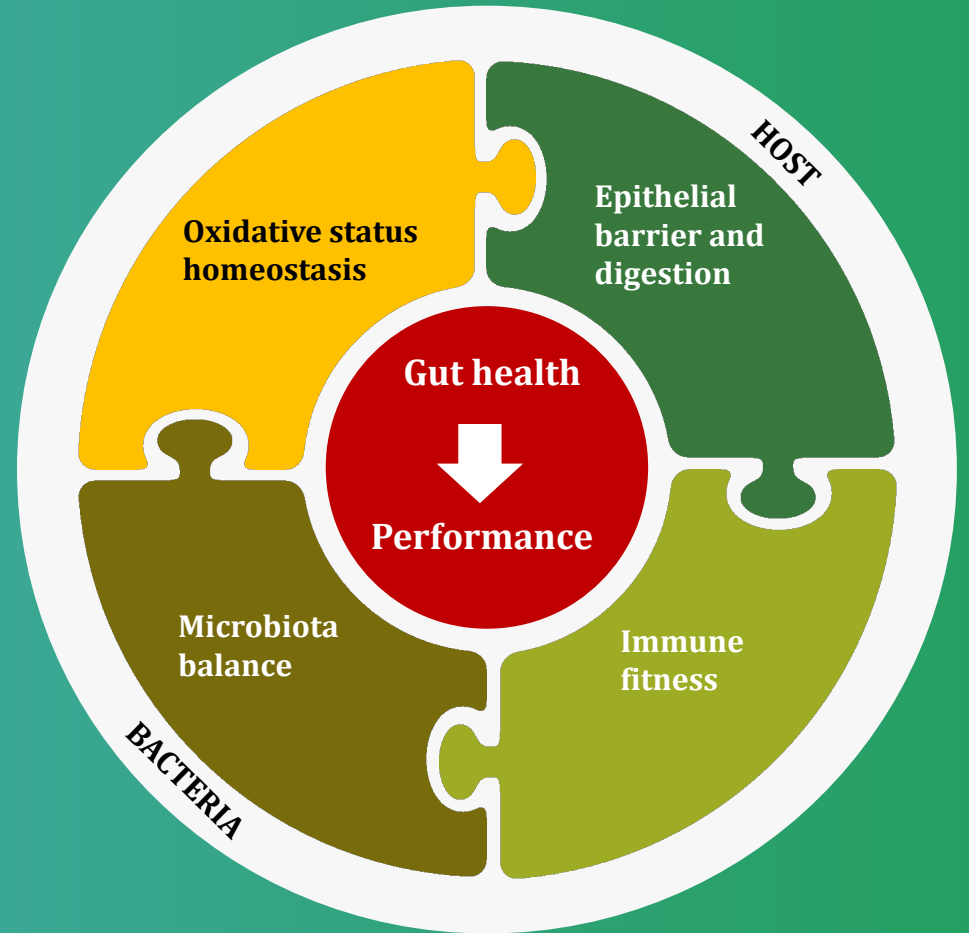 HOST
Oxidative status
homeostasis
Epithelial
barrier and
digestion
Gut health
Performance
Microbiota
balance
Immune
fitness
BACTERIA